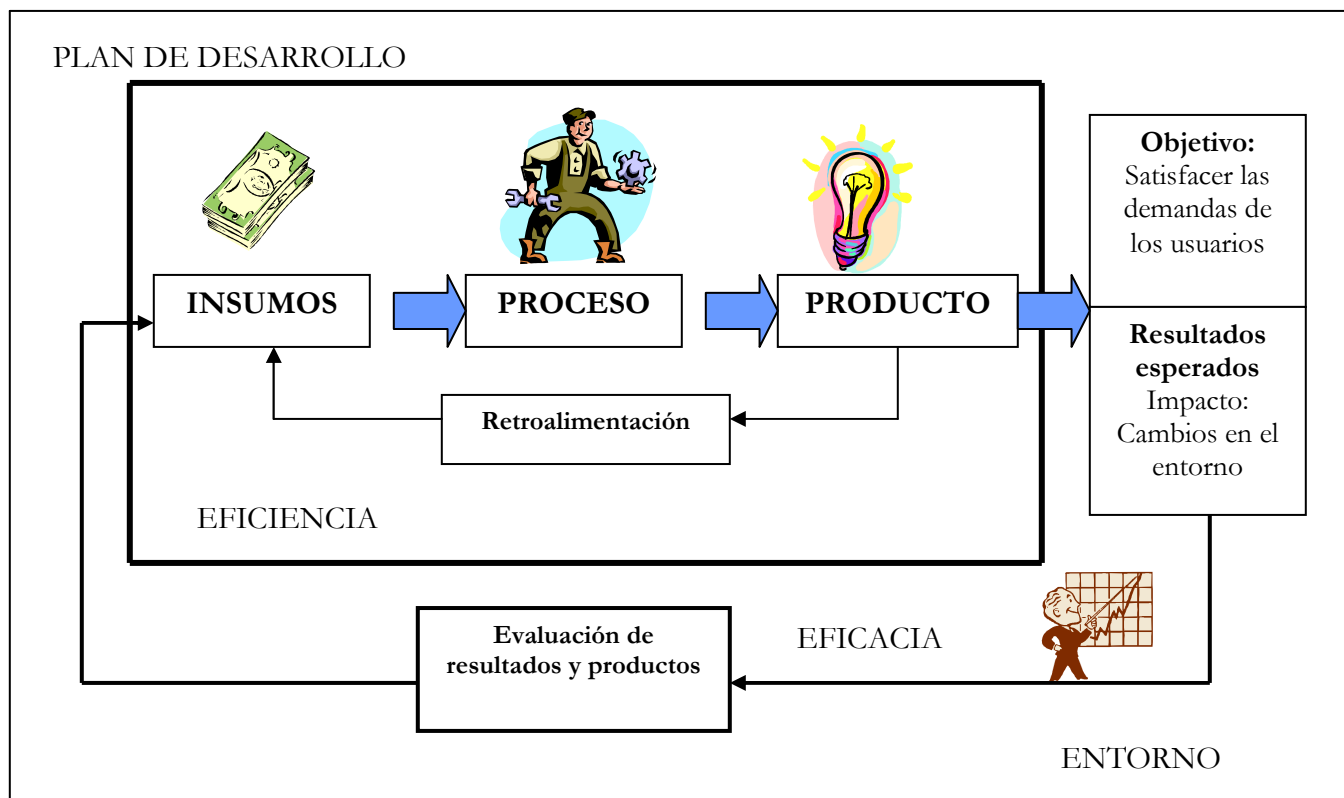 PLAN DE DESARROLLO
INSUMOS
PROCESO
PRODUCTO
Retroalimentación
EFICIENCIA
Objetivo:
Satisfacer las
demandas de
los usuarios
Resultados
esperados
Impacto:
Cambios en el
entorno
Evaluación de
resultados y productos
EFICACIA
ENTORNO